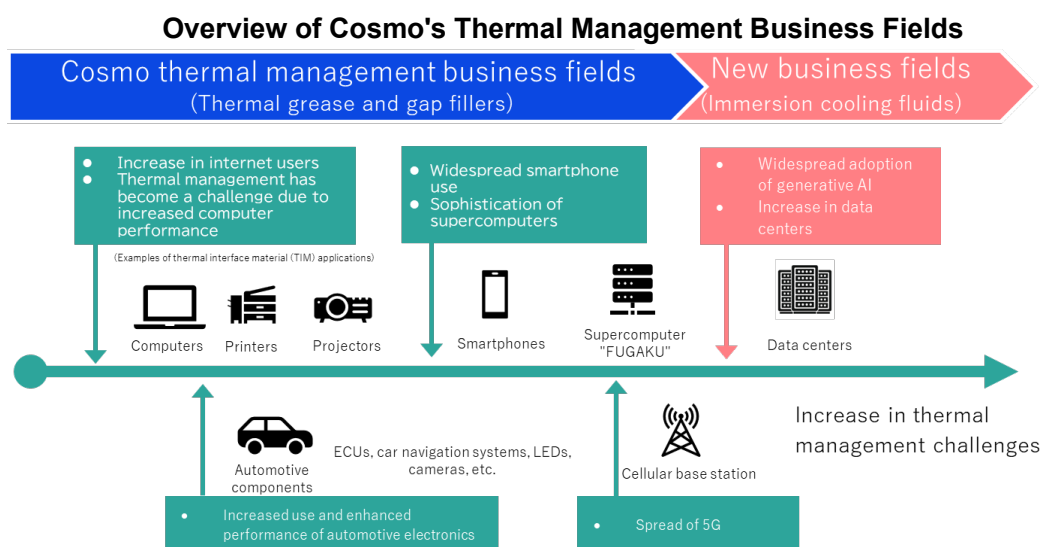 Overview of Cosmo's Thermal Management Business Fields
Cosmo thermal management business fields
(Thermal grease and gap fillers)
New business fields
(Immersion cooling fluids)
● Increase in internet users
● Thermal management has
become a challenge due to
increased computer
performance
● Widespread smartphone
use
● Sophistication of
supercomputers
• Widespread adoption
of generative AI
• Increase in data
centers
(Examples of thermal interface material (TIM) applications)
Computers
Printers
Projectors
Smartphones
Supercomputer
"FUGAKU"
Data centers
Increase in thermal
management challenges
Automotive
components
ECUs, car navigation systems, LEDs,
cameras, etc.
Cellular base station
• Increased use and enhanced
performance of automotive electronics
• Spread of 5G